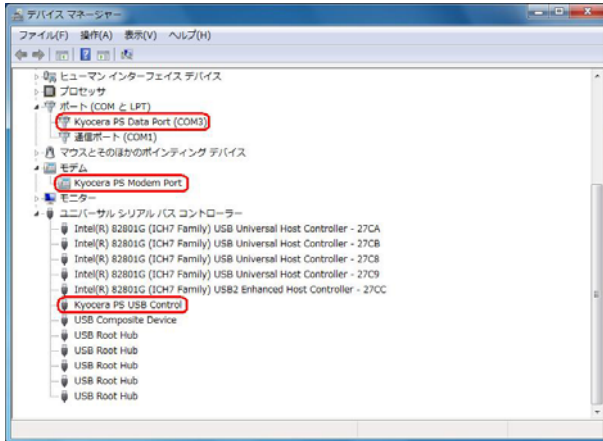 デバイス マネージャー
ファイル(F) 操作(A) 表示(V) ヘルプ(H)
ヒューマン インターフェイス デバイス
プロセッサ
ポート (COM と LPT)
Kyocera PS Data Port (COM3)
通信ポート (COM1)
マウスとそのほかのポインティング デバイス
モデム
Kyocera PS Modem Port
モニター
ユニバーサル シリアル バス コントローラー
Intel(R) 82801G (ICH7 Family) USB Universal Host Controller - 27CA
Intel(R) 82801G (ICH7 Family) USB Universal Host Controller - 27CB
Intel(R) 82801G (ICH7 Family) USB Universal Host Controller - 27C8
Intel(R) 82801G (ICH7 Family) USB Universal Host Controller - 27C9
Intel(R) 82801G (ICH7 Family) USB2 Enhanced Host Controller - 27CC
Kyocera PS USB Control
USB Composite Device
USB Root Hub
USB Root Hub
USB Root Hub
USB Root Hub
USB Root Hub